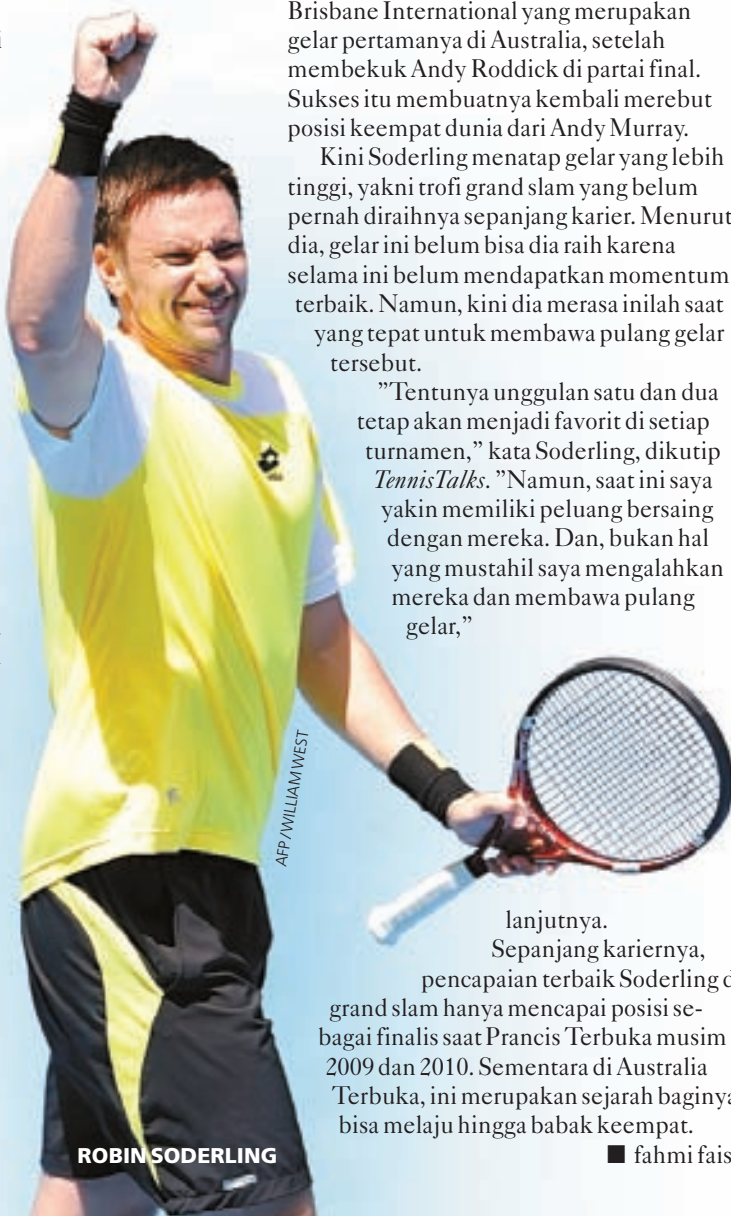 Brisbane International yang merupakan
gelar pertamanya di Australia, setelah
membekuk Andy Roddick di partai final.
Sukses itu membuatnya kembali merebut
posisi keempat dunia dari Andy Murray.
Kini Soderling menatap gelar yang lebih
tinggi, yakni trofi grand slam yang belum
pernah diraihnya sepanjang karier. Menurut
dia, gelar ini belum bisa dia raih karena
selama ini belum mendapatkan momentum
terbaik. Namun, kini dia merasa inilah saat
yang tepat untuk membawa pulang gelar
tersebut.
”Tentunya unggulan satu dan dua
tetap akan menjadi favorit di setiap
turnamen,” kata Soderling, dikutip
TennisTalks. ”Namun, saat ini saya
yakin memiliki peluang bersaing
dengan mereka. Dan, bukan hal
yang mustahil saya mengalahkan
mereka dan membawa pulang
gelar,”
lanjutnya.
Sepanjang kariernya,
pencapaian terbaik Soderling
grand slam hanya mencapai posisi se-
bagai finalis saat Prancis Terbuka musim
2009 dan 2010. Sementara di Australia
Terbuka, ini merupakan sejarah baginya
bisa melaju hingga babak keempat.
■ fahmi fais
AFP / WILLIAM WEST
ROBIN SODERLING